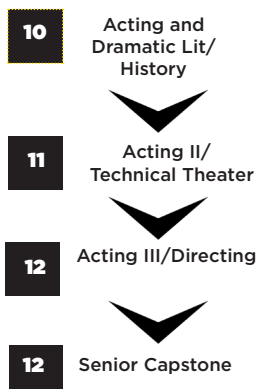 10
Acting and
Dramatic Lit/
History
11
Acting II/
Technical Theater
12
Acting III/Directing
12
Senior Capstone